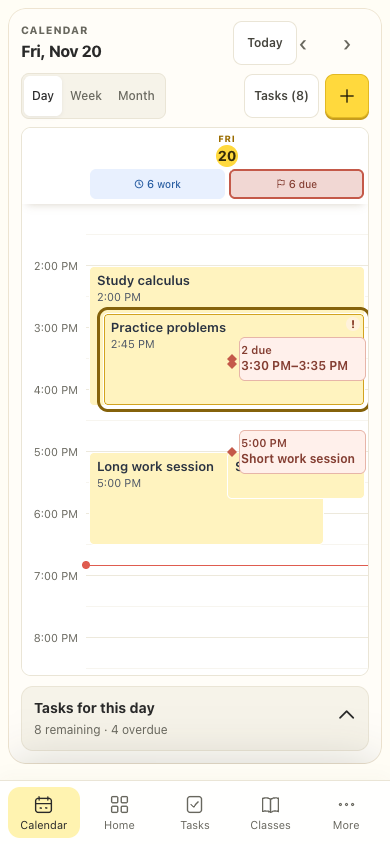 CALENDAR
Fri, Nov 20
Today
Day
Week
Month
Tasks (8)
FRI
20
6 work
6 due
2:00 PM
Study calculus
2:00 PM
3:00 PM
Practice problems
!
2:45 PM
2 due
3:30 PM–3:35 PM
4:00 PM
5:00 PM
5:00 PM
Short work session
Long work session
5:00 PM
6:00 PM
7:00 PM
8:00 PM
Tasks for this day
8 remaining · 4 overdue
Calendar
Home
Tasks
Classes
More